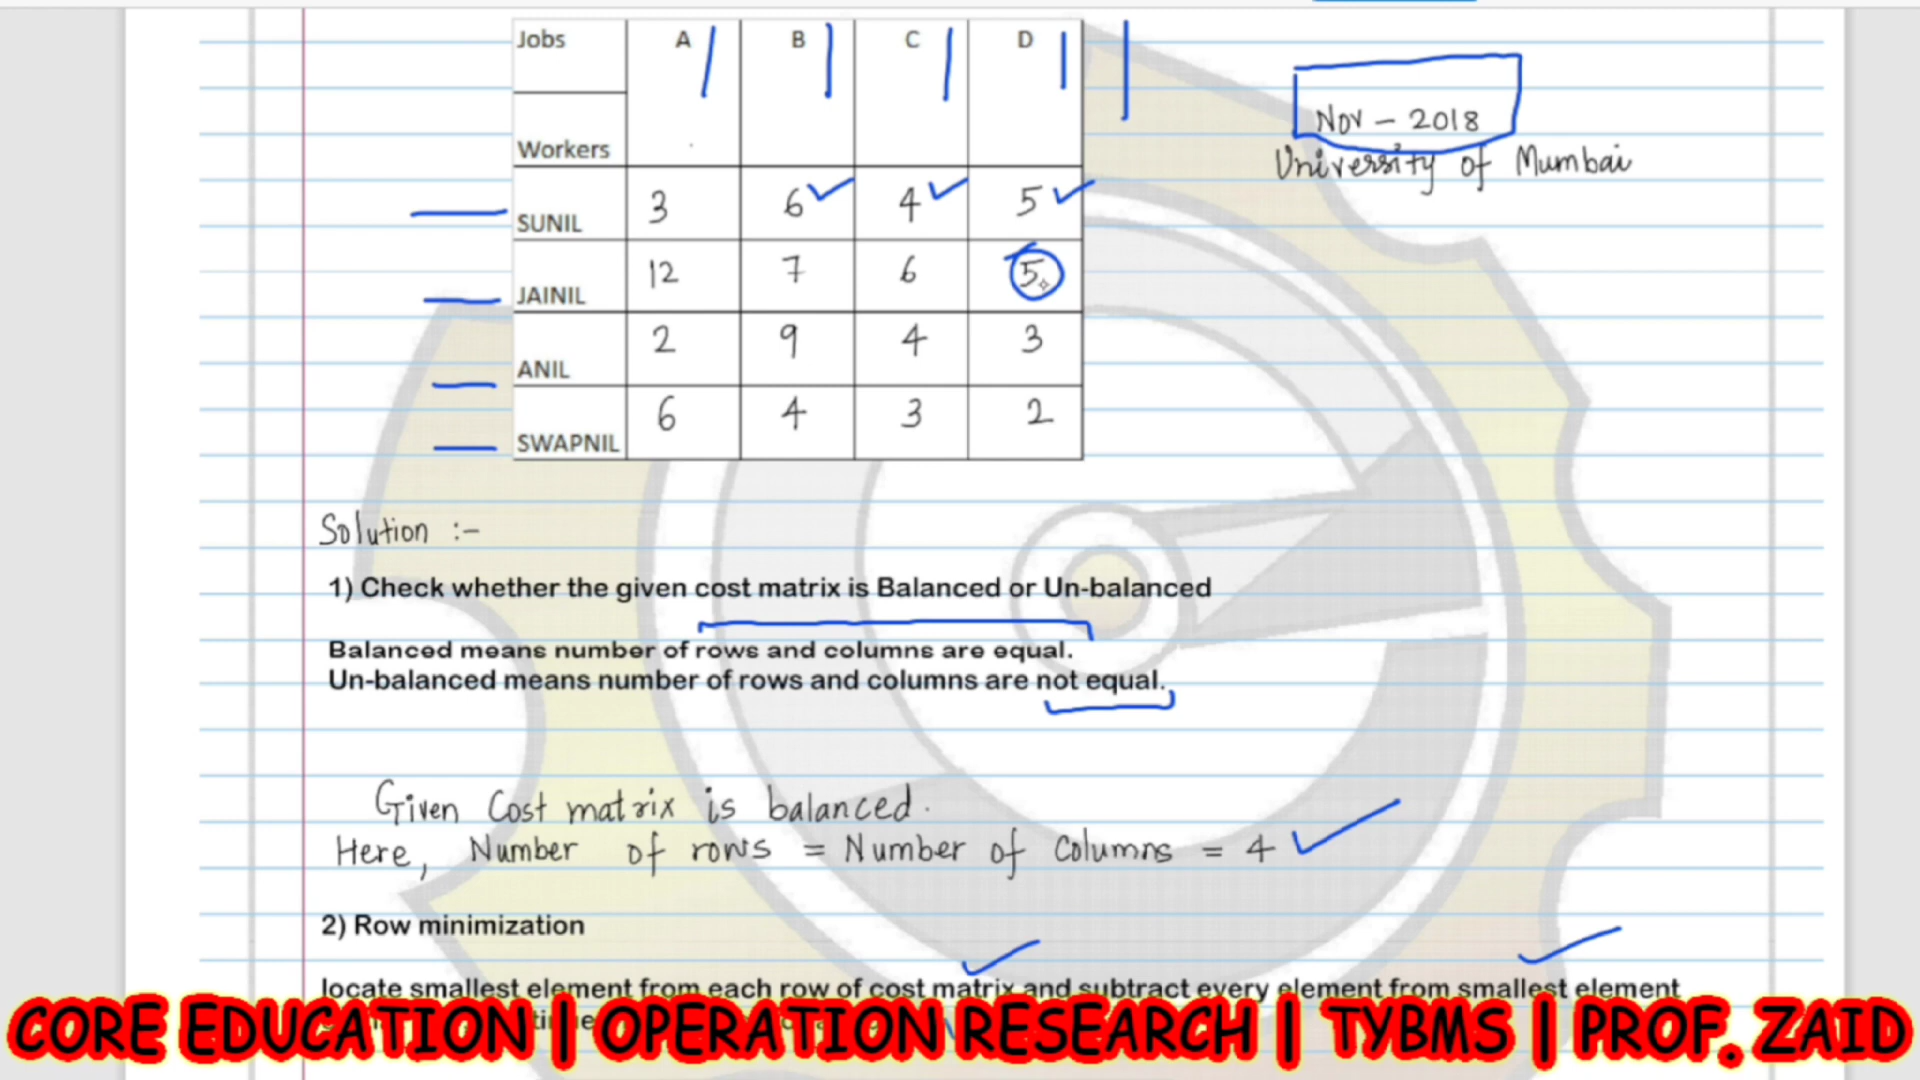 Jobs A B C D
Workers
Nov - 2018
University of Mumbai
SUNIL 3 6 4 5
JAINIL 12 7 6 5
ANIL 2 9 4 3
SWAPNIL 6 4 3 2
Solution :-
1) Check whether the given cost matrix is Balanced or Un-balanced
Balanced means number of rows and columns are equal.
Un-balanced means number of rows and columns are not equal.
Given Cost matrix is balanced.
Here, Number of rows = Number of Columns = 4
2) Row minimization
locate smallest element from each row of cost matrix and subtract every element from smallest element
CORE EDUCATION | OPERATION RESEARCH | TYBMS | PROF. ZAID